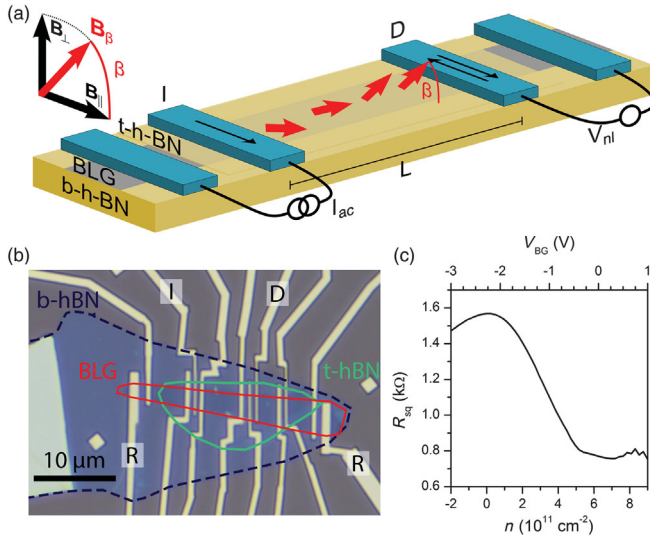 (a)
B⊥
Bβ
β
B||
I
D
t-h-BN
BLG
b-h-BN
β
L
Iac
Vnl
(b)
b-hBN
I
D
BLG
t-hBN
R
R
10 μm
(c)
VBG (V)
-3 -2 -1 0 1
1.6
1.4
1.2
1.0
0.8
0.6
Rsq (kΩ)
-2 0 2 4 6 8
n (10¹¹ cm⁻²)